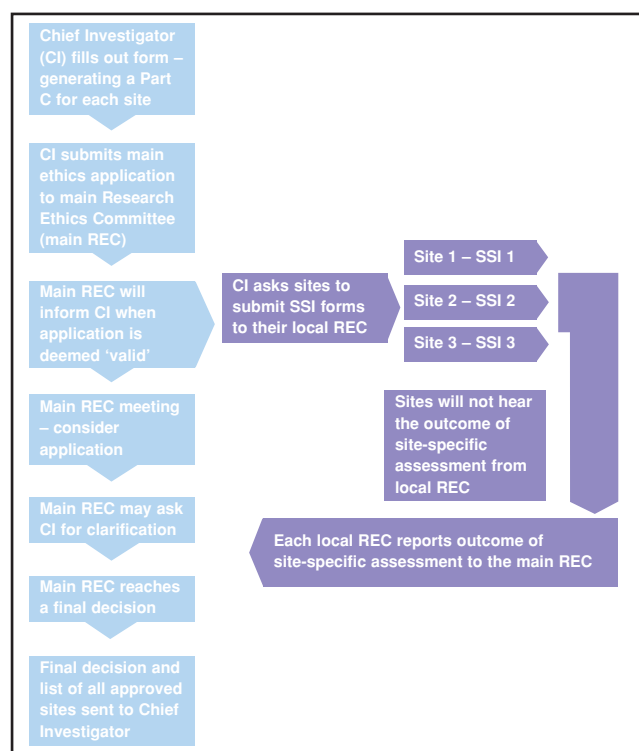 Chief Investigator
(CI) fills out form –
generating a Part
C for each site
CI submits main
ethics application
to main Research
Ethics Committee
(main REC)
Main REC will
inform CI when
application is
deemed ‘valid’
CI asks sites to
submit SSI forms
to their local REC
Site 1 – SSI 1
Site 2 – SSI 2
Site 3 – SSI 3
Main REC meeting
– consider
application
Sites will not hear
the outcome of
site-specific
assessment from
local REC
Main REC may ask
CI for clarification
Each local REC reports outcome of
site-specific assessment to the main REC
Main REC reaches
a final decision
Final decision and
list of all approved
sites sent to Chief
Investigator